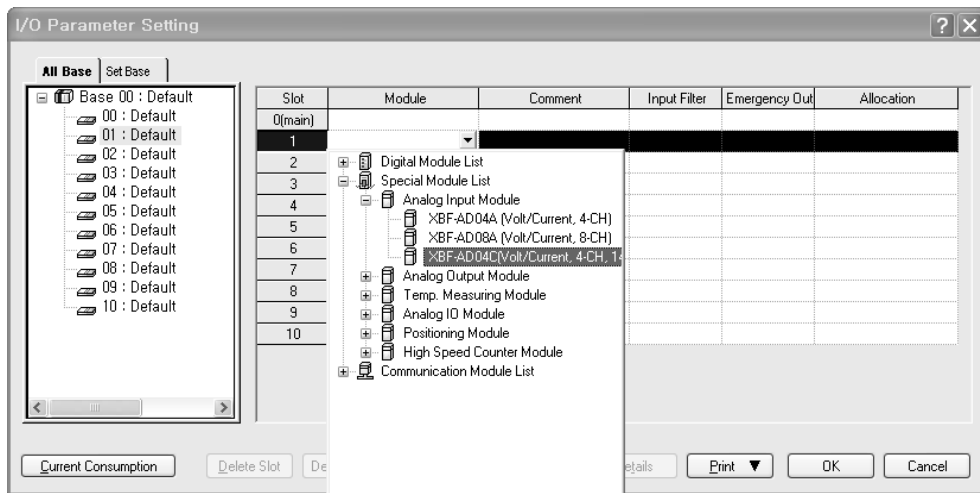 I/O Parameter Setting
All Base Set Base
Base 00 : Default
00 : Default
01 : Default
02 : Default
03 : Default
04 : Default
05 : Default
06 : Default
07 : Default
08 : Default
09 : Default
10 : Default
Slot Module Comment Input Filter Emergency Out Allocation
0(main)
1
2
3
4
5
6
7
8
9
10
Digital Module List
Special Module List
Analog Input Module
XBF-AD04A (Volt/Current, 4-CH)
XBF-AD08A (Volt/Current, 8-CH)
XBF-AD04C(Volt/Current, 4-CH, 14
Analog Output Module
Temp. Measuring Module
Analog IO Module
Positioning Module
High Speed Counter Module
Communication Module List
Current Consumption Delete Slot De etails Print ▼ OK Cancel